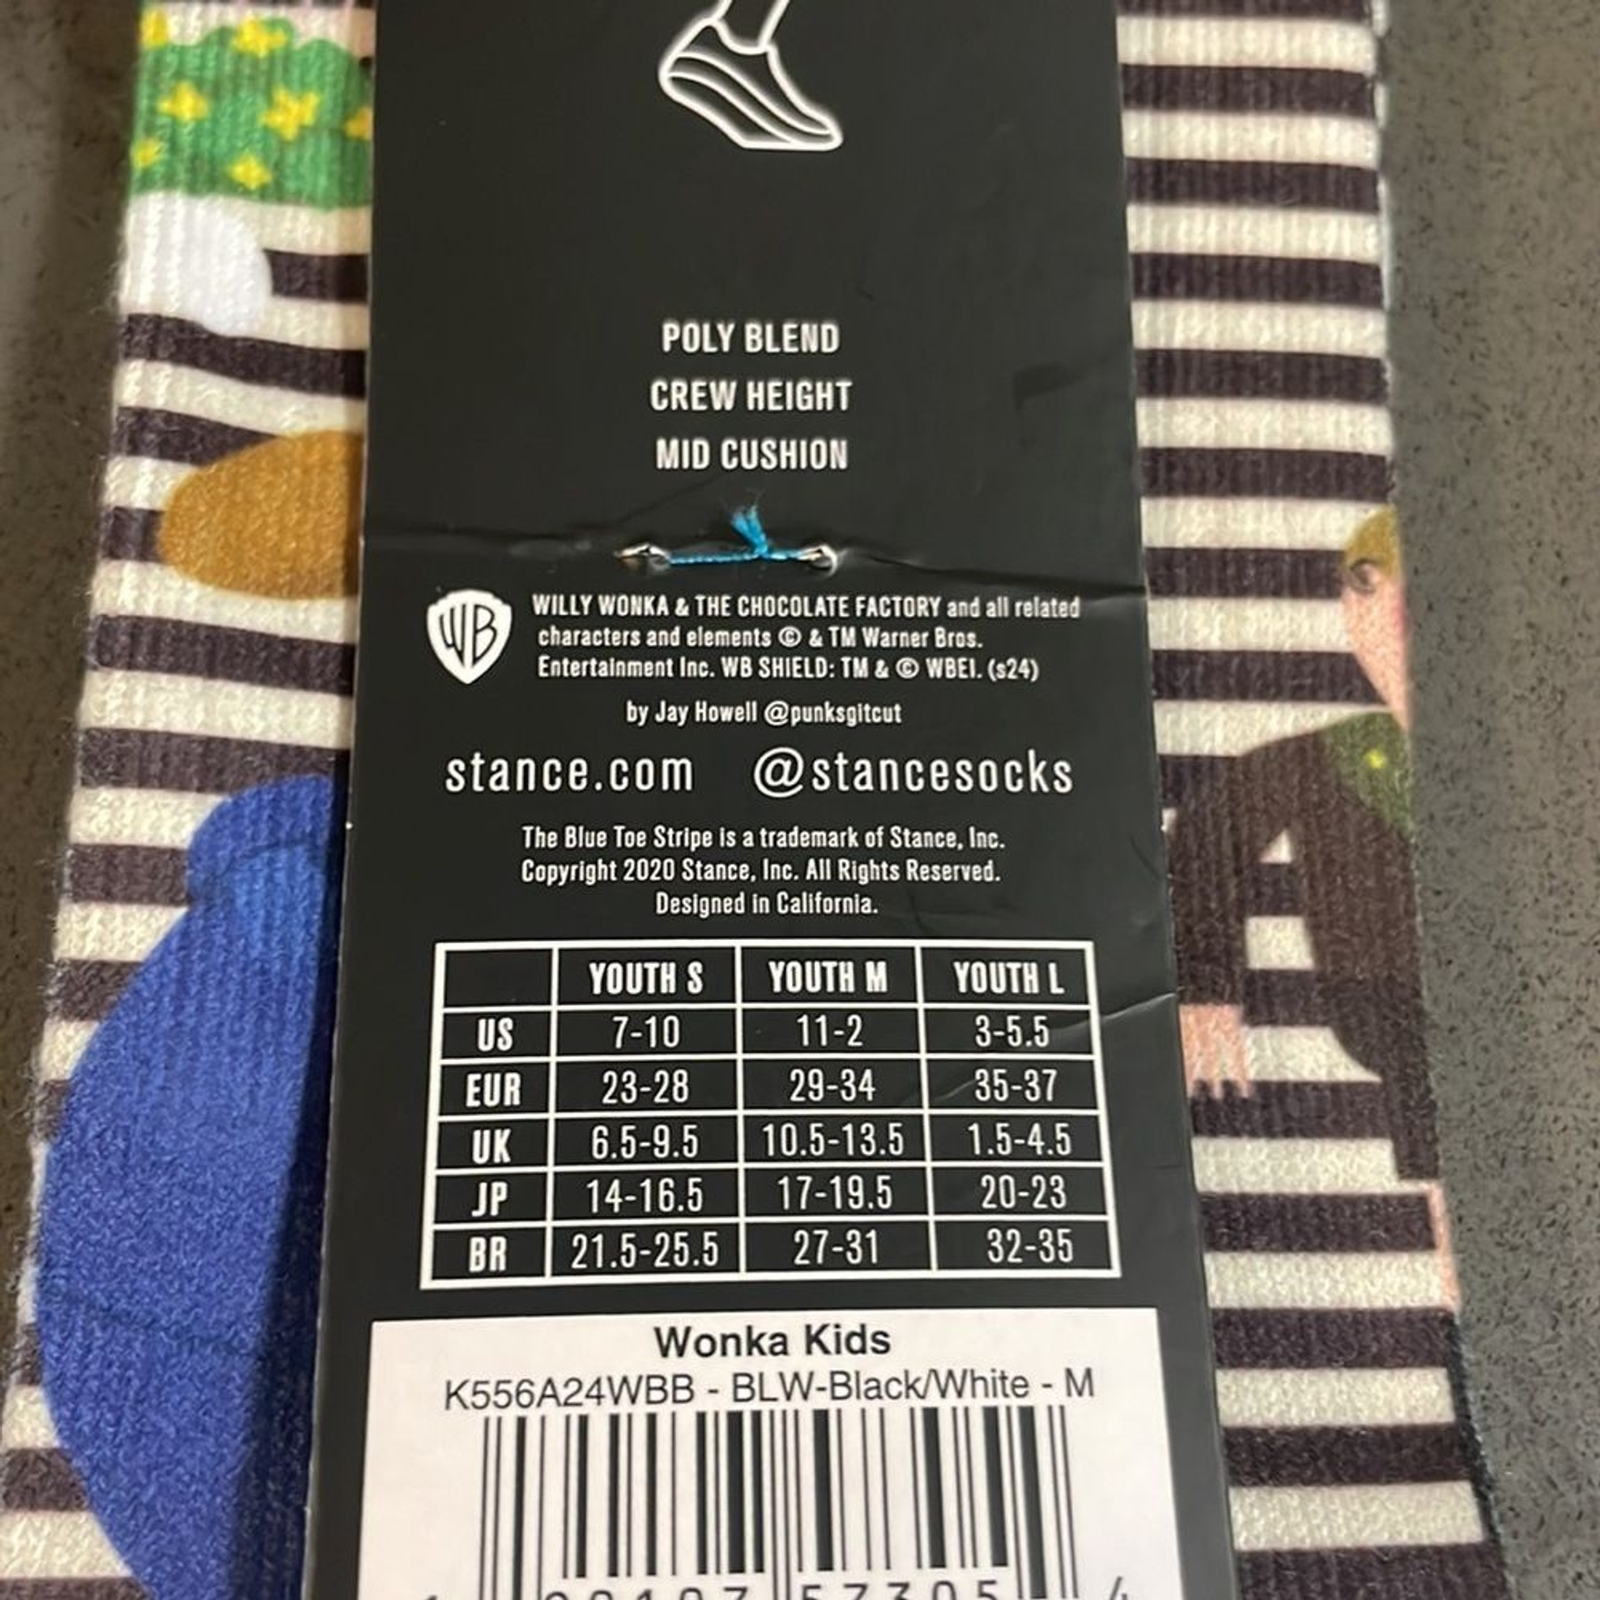 POLY BLEND
CREW HEIGHT
MID CUSHION
WB
WILLY WONKA & THE CHOCOLATE FACTORY and all related
characters and elements © & TM Warner Bros.
Entertainment Inc. WB SHIELD: TM & © WBEI. (s24)
by Jay Howell @punksgitcut
stance.com @stancesocks
The Blue Toe Stripe is a trademark of Stance, Inc.
Copyright 2020 Stance, Inc. All Rights Reserved.
Designed in California.
YOUTH S YOUTH M YOUTH L
US 7-10 11-2 3-5.5
EUR 23-28 29-34 35-37
UK 6.5-9.5 10.5-13.5 1.5-4.5
JP 14-16.5 17-19.5 20-23
BR 21.5-25.5 27-31 32-35
Wonka Kids
K556A24WBB - BLW-Black/White - M